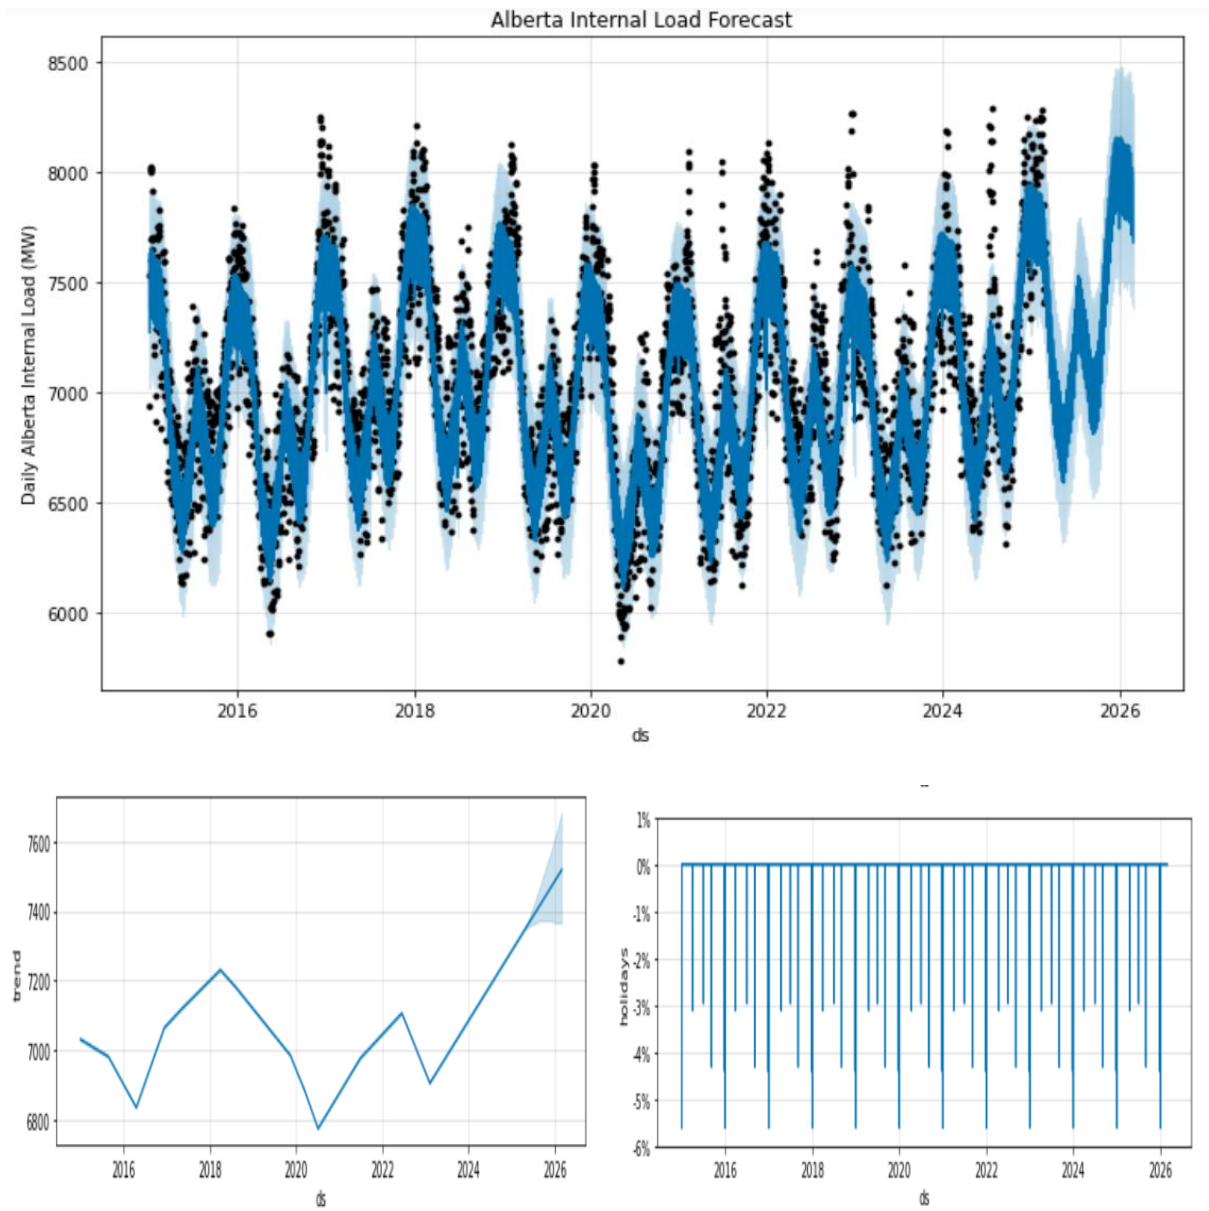 Alberta Internal Load Forecast
8500
8000
7500
7000
6500
6000
Daily Alberta Internal Load (MW)
2016 2018 2020 2022 2024 2026
ds
7600
7400
7200
7000
6800
trend
2016 2018 2020 2022 2024 2026
ds
--
1%
0%
-1%
-2%
-3%
-4%
-5%
-6%
holidays
2016 2018 2020 2022 2024 2026
ds